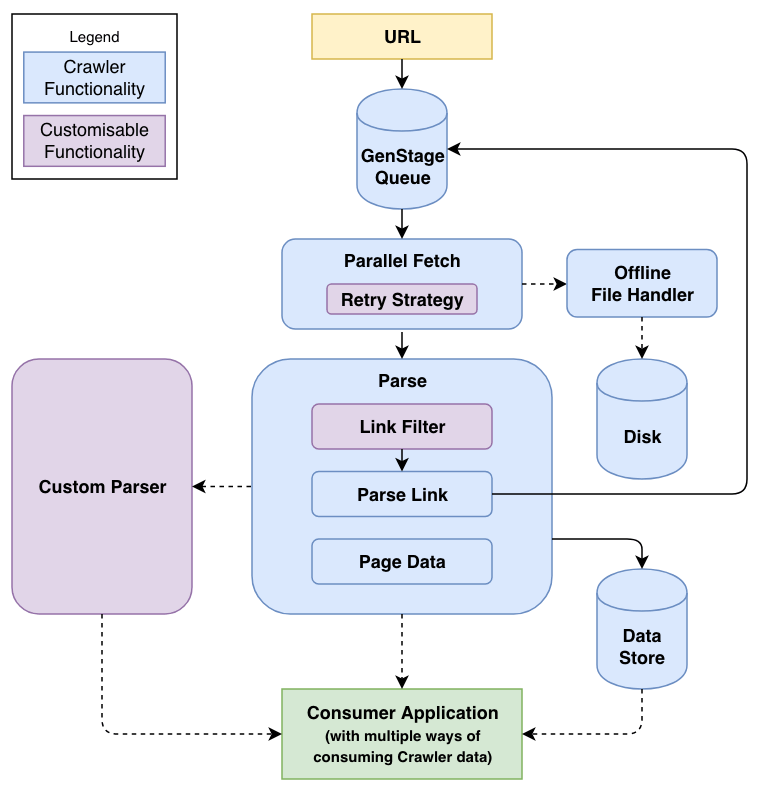 Legend
Crawler
Functionality
Customisable
Functionality
URL
GenStage
Queue
Parallel Fetch
Retry Strategy
Offline
File Handler
Disk
Parse
Link Filter
Parse Link
Page Data
Custom Parser
Data
Store
Consumer Application
(with multiple ways of
consuming Crawler data)